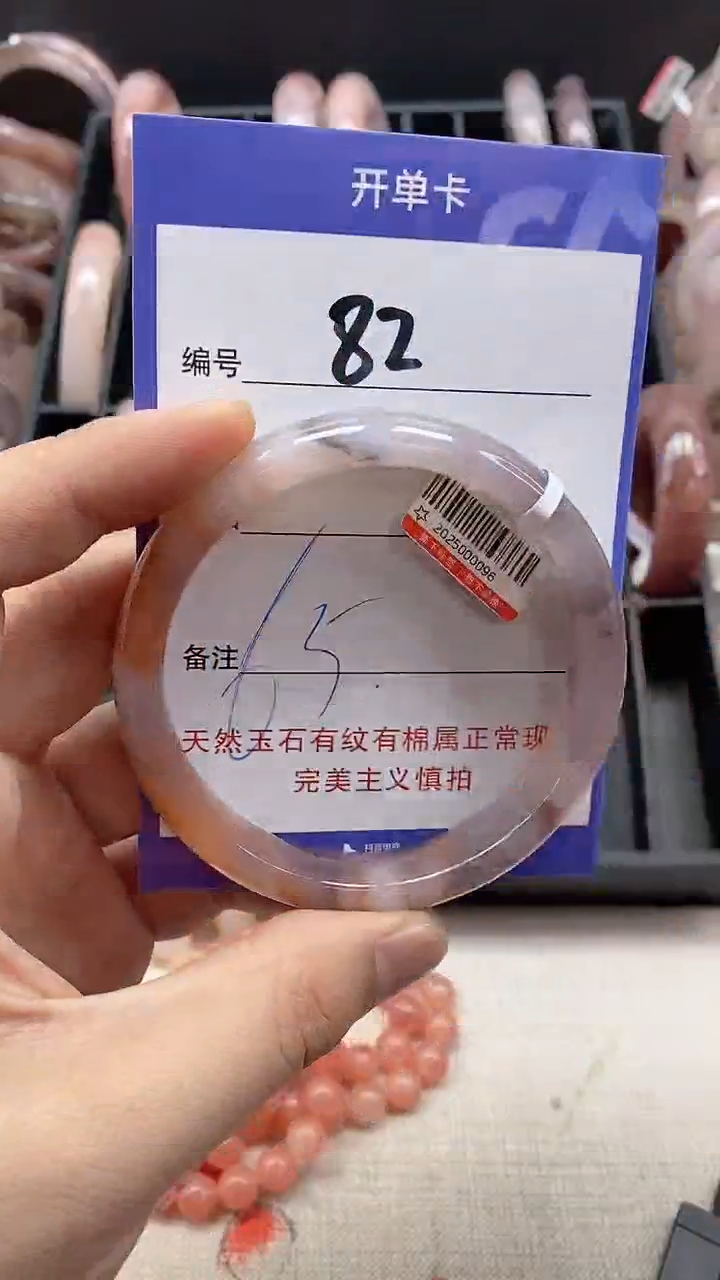 开单卡
编号 82
2025000096
备注 65
天然玉石有纹有棉属正常现
完美主义慎拍